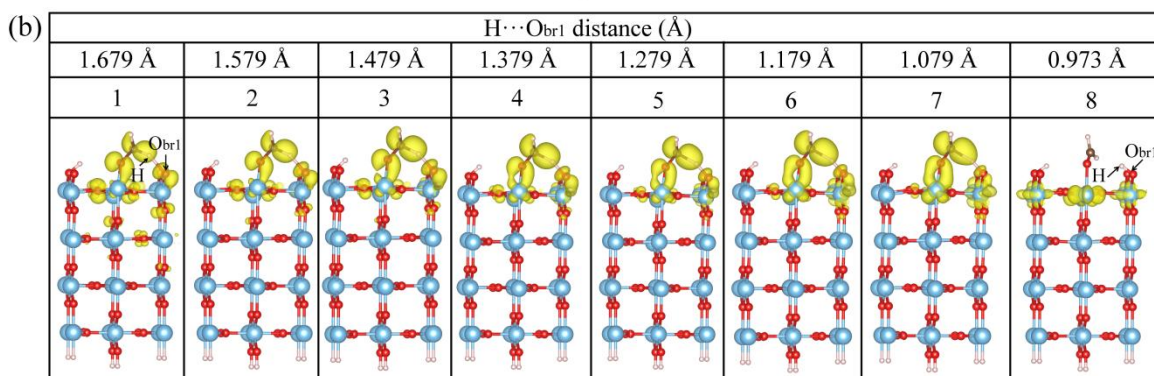 (b)
H···Obr1 distance (Å)
1.679 Å 1.579 Å 1.479 Å 1.379 Å 1.279 Å 1.179 Å 1.079 Å 0.973 Å
1 2 3 4 5 6 7 8
Obr1
H
Obr1
H